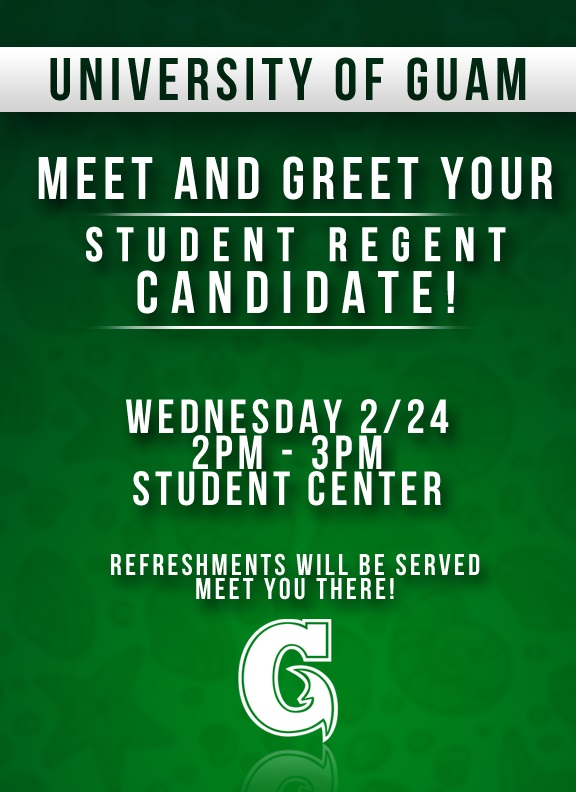 UNIVERSITY OF GUAM
MEET AND GREET YOUR
STUDENT REGENT
CANDIDATE!
WEDNESDAY 2/24
2PM - 3PM
STUDENT CENTER
REFRESHMENTS WILL BE SERVED
MEET YOU THERE!
G